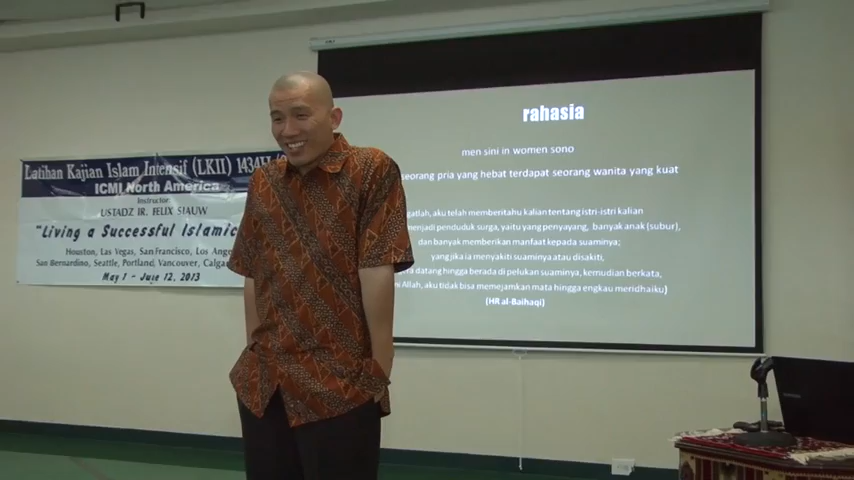 Latihan Kajian Islam Intensif (LKII) 1434H
ICMI North America
Instructor:
USTADZ IR. FELIX SIAUW
"Living a Successful Islamic
Houston, Las Vegas, San Francisco, Los
San Bernardino, Seattle, Portland, Vancouver, Calgary
May 1 - June 12, 2013
rahasia
men sini in women sono
seorang pria yang hebat terdapat seorang wanita yang kuat
aku telah memberitahu kalian tentang istri-istri kalian
menjadi penduduk surga, yaitu yang penyayang, banyak anak (subur),
dan banyak memberikan manfaat kepada suaminya;
yang jika ia menyakiti suaminya atau disakiti,
datang hingga berada di pelukan suaminya, kemudian berkata,
Allah, aku tidak bisa memejamkan mata hingga engkau meridhaiku)
(HR al-Baihaqi)